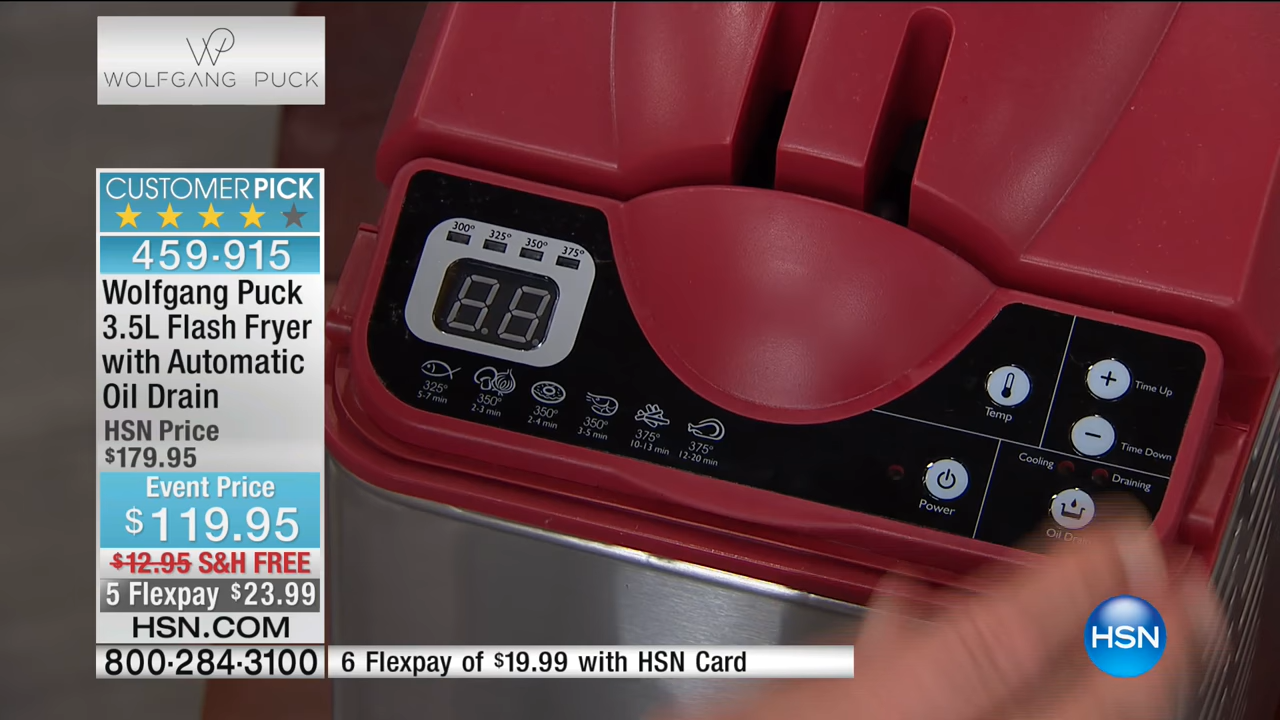 WP
WOLFGANG PUCK
CUSTOMER PICK
459-915
Wolfgang Puck
3.5L Flash Fryer
with Automatic
Oil Drain
HSN Price
$179.95
Event Price
$119.95
$12.95 S&H FREE
5 Flexpay $23.99
HSN.COM
800·284·3100
6 Flexpay of $19.99 with HSN Card
300° 325° 350° 375°
88
325° 350° 350° 350° 375° 375°
5-7 min 2-3 min 2-4 min 3-5 min 10-13 min 12-20 min
Temp
Time Up
Time Down
Power
Cooling
Draining
Oil
HSN